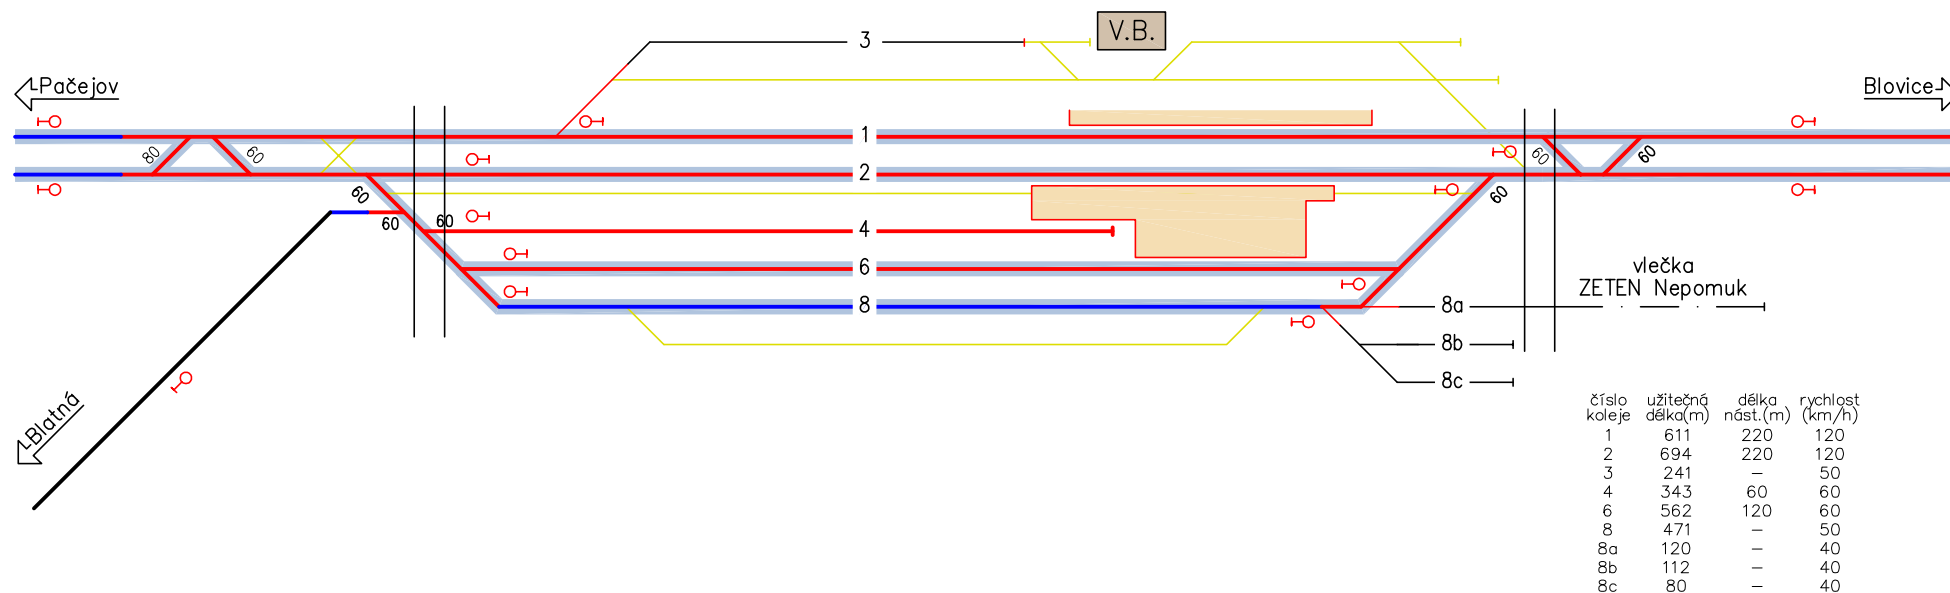 V.B.
3
Pačejov
Blovice
1
80
60
60
60
2
60
60
60
60
4
6
vlečka
ZETEN Nepomuk
8
8a
8b
8c
Blatná
číslo koleje užitečná délka(m) délka nást.(m) rychlost (km/h)
1 611 220 120
2 694 220 120
3 241 – 50
4 343 60 60
6 562 120 60
8 471 – 50
8a 120 – 40
8b 112 – 40
8c 80 – 40